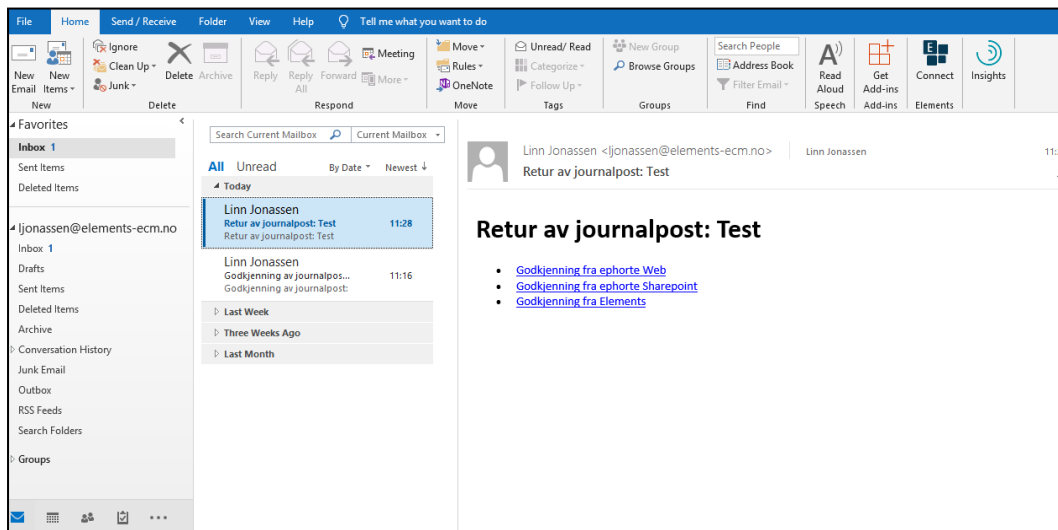 File Home Send / Receive Folder View Help Tell me what you want to do
New Email
New Items
New
Ignore
Clean Up
Junk
Delete
Archive
Delete
Reply
Reply All
Forward
Meeting
More
Respond
Move
Rules
OneNote
Move
Unread/ Read
Categorize
Follow Up
Tags
New Group
Browse Groups
Groups
Search People
Address Book
Filter Email
Find
A
Read Aloud
Speech
Get Add-ins
Add-ins
E
Connect
Elements
Insights
Favorites
Inbox 1
Sent Items
Deleted Items
ljonassen@elements-ecm.no
Inbox 1
Drafts
Sent Items
Deleted Items
Archive
Conversation History
Junk Email
Outbox
RSS Feeds
Search Folders
Groups
Search Current Mailbox Current Mailbox
All Unread By Date Newest
Today
Linn Jonassen
Retur av journalpost: Test 11:28
Retur av journalpost: Test
Linn Jonassen
Godkjenning av journalpos... 11:16
Godkjenning av journalpost:
Last Week
Three Weeks Ago
Last Month
Linn Jonassen <ljonassen@elements-ecm.no> Linn Jonassen 11:
Retur av journalpost: Test
Retur av journalpost: Test
Godkjenning fra ephorte Web
Godkjenning fra ephorte Sharepoint
Godkjenning fra Elements